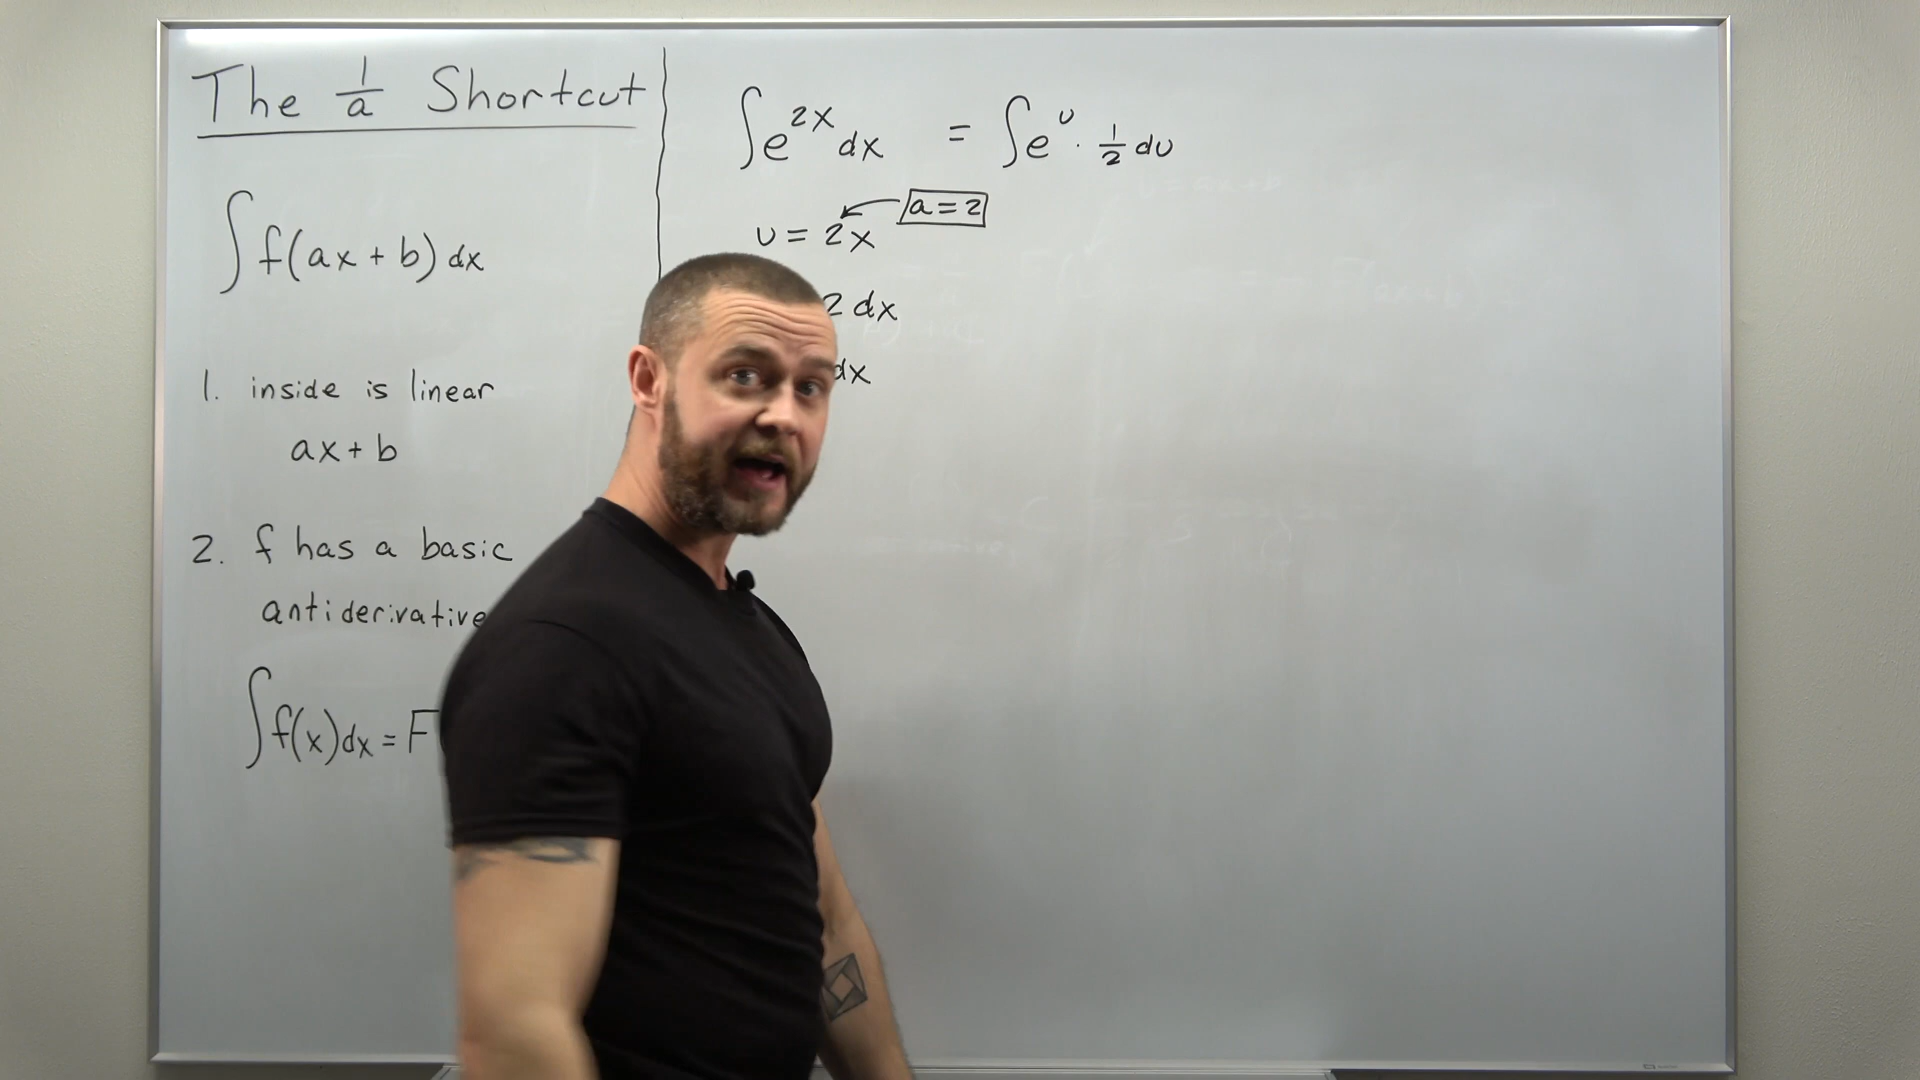 The 1/a Shortcut
∫f(ax + b) dx
1. inside is linear
ax + b
2. f has a basic
antiderivative
∫f(x)dx = F
∫e^{2x} dx = ∫e^u · 1/2 du
a = 2
u = 2x
2 dx
dx